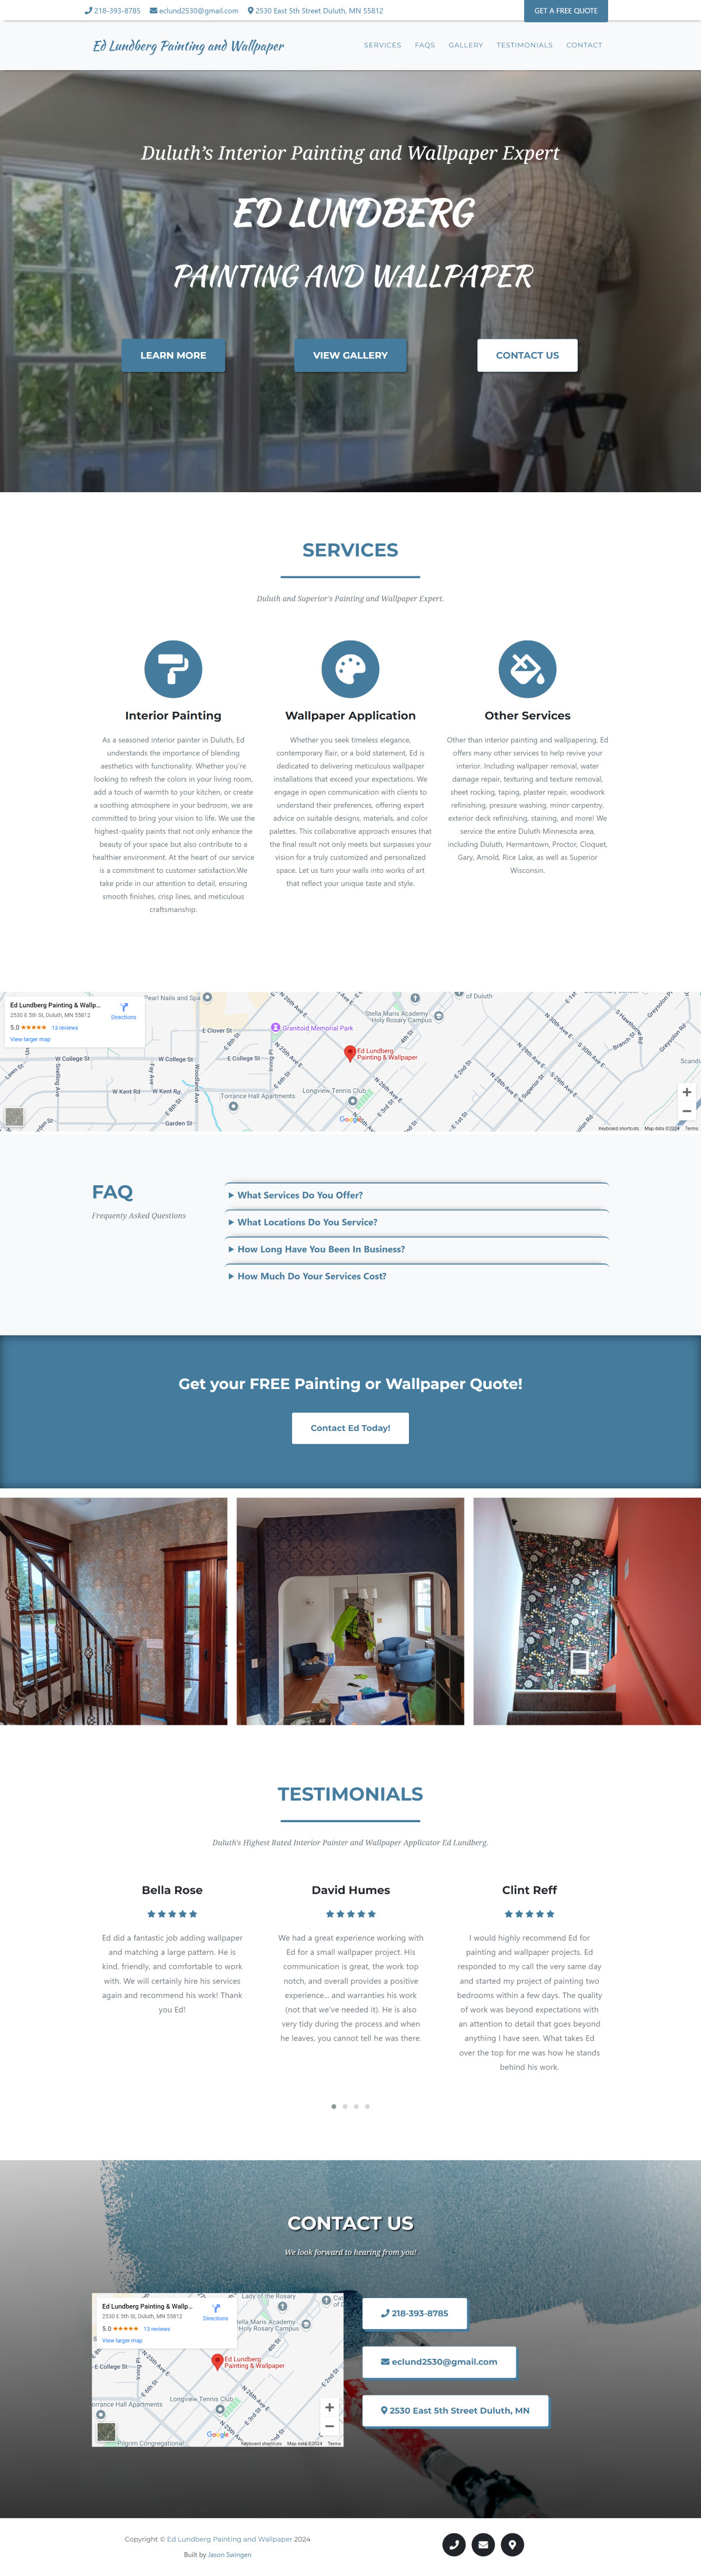 218-393-8785 eclund2530@gmail.com 2530 East 5th Street Duluth, MN 55812
GET A FREE QUOTE
Ed Lundberg Painting and Wallpaper
SERVICES FAQS GALLERY TESTIMONIALS CONTACT
Duluth's Interior Painting and Wallpaper Expert
ED LUNDBERG
PAINTING AND WALLPAPER
LEARN MORE
VIEW GALLERY
CONTACT US
SERVICES
Duluth and Superior's Painting and Wallpaper Expert.
Interior Painting
As a seasoned interior painter in Duluth, Ed
understands the importance of blending
aesthetics with functionality. Whether you're
looking to refresh the colors in your living room,
add a touch of warmth to your kitchen, or create
a soothing atmosphere in your bedroom, we are
committed to bring your vision to life. We use the
highest-quality paints that not only enhance the
beauty of your space but also contribute to a
healthier environment. At the heart of our service
is a commitment to customer satisfaction.We
take pride in our attention to detail, ensuring
smooth finishes, crisp lines, and meticulous
craftsmanship.
Wallpaper Application
Whether you seek timeless elegance,
contemporary flair, or a bold statement, Ed is
dedicated to delivering meticulous wallpaper
installations that exceed your expectations. We
engage in open communication with clients to
understand their preferences, offering expert
advice on suitable designs, materials, and color
palettes. This collaborative approach ensures that
the final result not only meets but surpasses your
vision for a truly customized and personalized
space. Let us turn your walls into works of art
that reflect your unique taste and style.
Other Services
Other than interior painting and wallpapering, Ed
offers many other services to help revive your
interior. Including wallpaper removal, water
damage repair, texturing and texture removal,
sheet rocking, taping, plaster repair, woodwork
refinishing, pressure washing, minor carpentry,
exterior deck refinishing, staining, and more! We
service the entire Duluth Minnesota area,
including Duluth, Hermantown, Proctor, Cloquet,
Gary, Arnold, Rice Lake, as well as Superior
Wisconsin.
Ed Lundberg Painting & Wallp...
2530 E 5th St, Duluth, MN 55812
5.0 13 reviews
View larger map
Directions
Pearl Nails and Spa
E Clover St
Granitoid Memorial Park
Stella Maris Academy
Holy Rosary Campus
of Duluth
Ed Lundberg
Painting & Wallpaper
W College St
W College St
E College St
W Kent Rd
W Kent Rd
Torrance Hall Apartments
Longview Tennis Club
Garden St
Woodland Ave
Google
Keyboard shortcuts Map data ©2024 Terms
FAQ
Frequenty Asked Questions
What Services Do You Offer?
What Locations Do You Service?
How Long Have You Been In Business?
How Much Do Your Services Cost?
Get your FREE Painting or Wallpaper Quote!
Contact Ed Today!
TESTIMONIALS
Duluth's Highest Rated Interior Painter and Wallpaper Applicator Ed Lundberg.
Bella Rose
Ed did a fantastic job adding wallpaper
and matching a large pattern. He is
kind, friendly, and comfortable to work
with. We will certainly hire his services
again and recommend his work! Thank
you Ed!
David Humes
We had a great experience working with
Ed for a small wallpaper project. His
communication is great, the work top
notch, and overall provides a positive
experience... and warranties his work
(not that we've needed it). He is also
very tidy during the process and when
he leaves, you cannot tell he was there.
Clint Reff
I would highly recommend Ed for
painting and wallpaper projects. Ed
responded to my call the very same day
and started my project of painting two
bedrooms within a few days. The quality
of work was beyond expectations with
an attention to detail that goes beyond
anything I have seen. What takes Ed
over the top for me was how he stands
behind his work.
CONTACT US
We look forward to hearing from you!
Ed Lundberg Painting & Wallp...
2530 E 5th St, Duluth, MN 55812
5.0 13 reviews
View larger map
Directions
Lady of the Rosary
Holy Rosary Campus
Ed Lundberg
Painting & Wallpaper
E College St
Longview Tennis Club
Pilgrim Congregational
Google
Keyboard shortcuts Map data ©2024 Terms
218-393-8785
eclund2530@gmail.com
2530 East 5th Street Duluth, MN
Copyright © Ed Lundberg Painting and Wallpaper 2024
Built by Jason Swingen